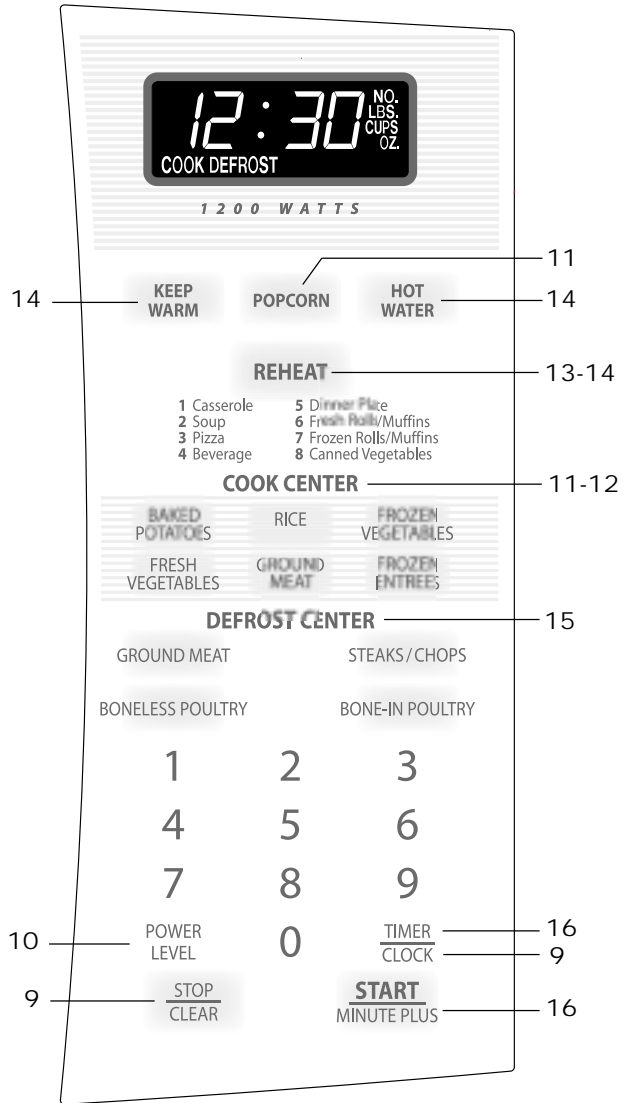 12:30
NO.
LBS.
CUPS
OZ.
COOK DEFROST
1200 WATTS
11
14 KEEP WARM POPCORN HOT WATER 14
REHEAT 13-14
1 Casserole 5 Dinner Plate
2 Soup 6 Fresh Rolls/Muffins
3 Pizza 7 Frozen Rolls/Muffins
4 Beverage 8 Canned Vegetables
COOK CENTER 11-12
BAKED POTATOES RICE FROZEN VEGETABLES
FRESH VEGETABLES GROUND MEAT FROZEN ENTREES
DEFROST CENTER 15
GROUND MEAT STEAKS/CHOPS
BONELESS POULTRY BONE-IN POULTRY
1 2 3
4 5 6
7 8 9
10 POWER LEVEL 0 TIMER 16
CLOCK 9
9 STOP START
CLEAR MINUTE PLUS 16